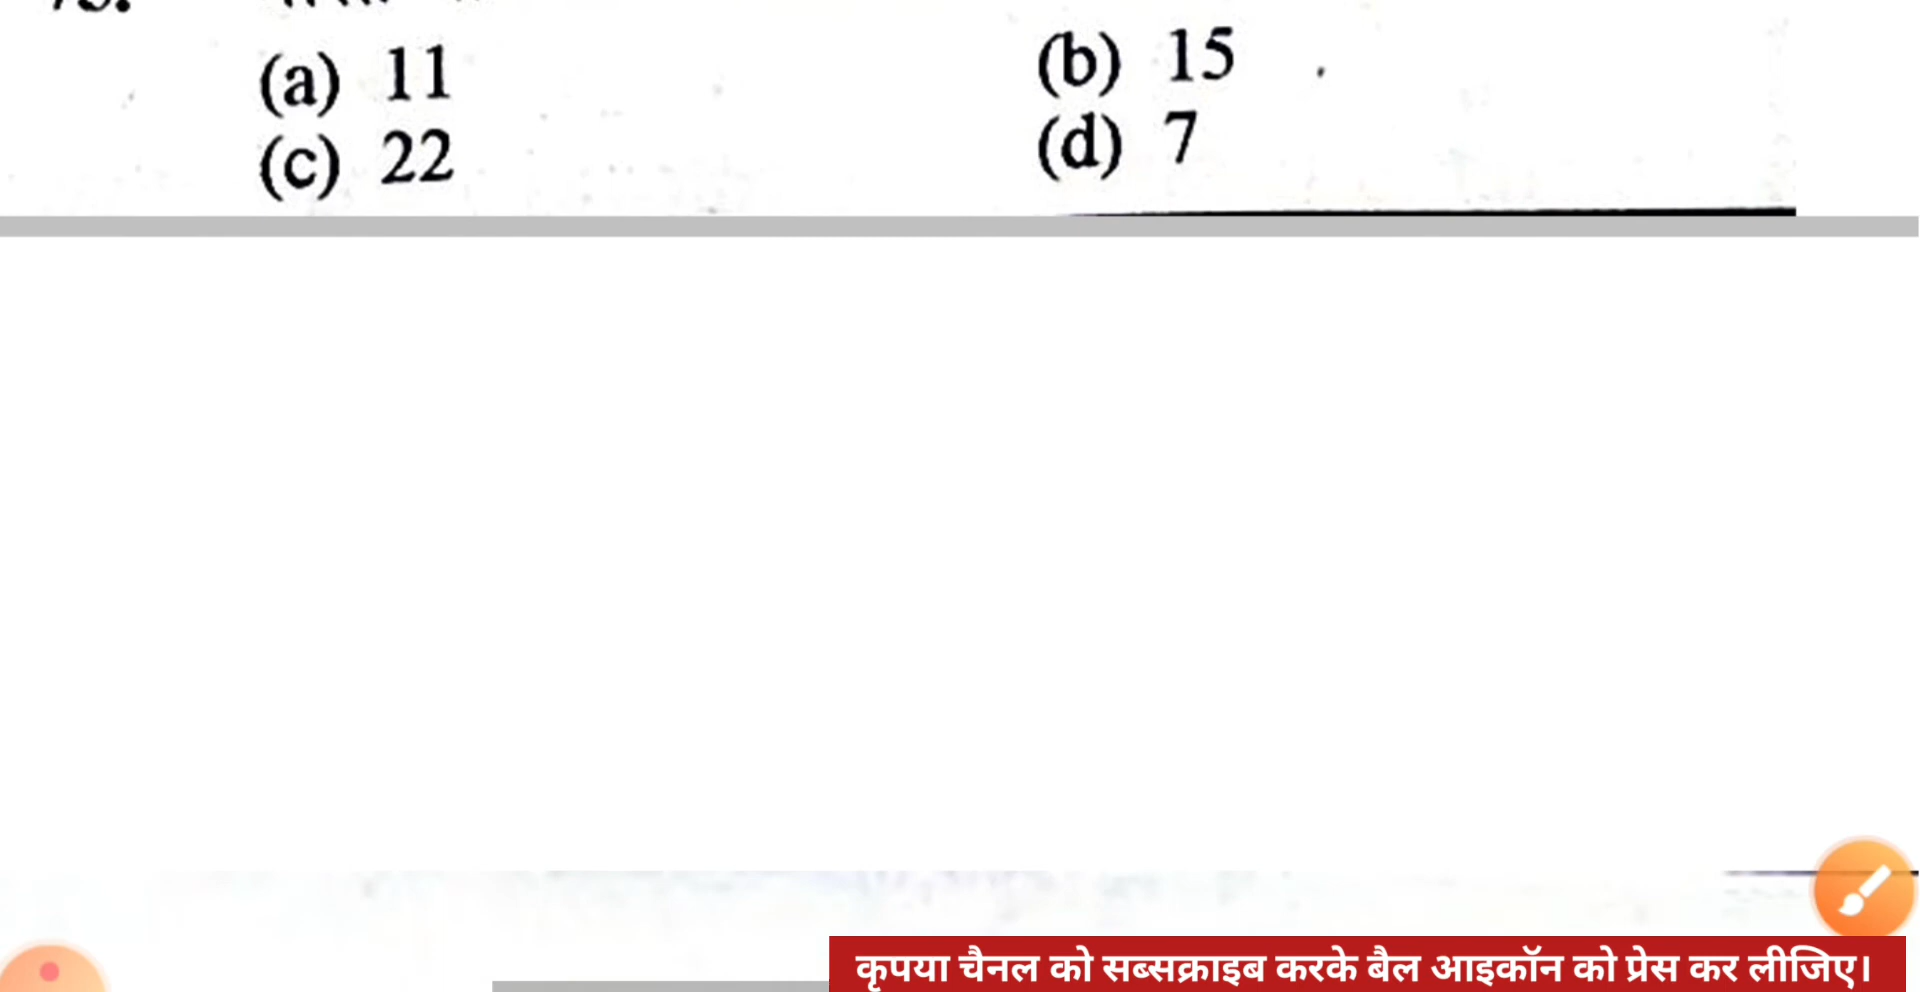 (a) 11 (b) 15
(c) 22 (d) 7
कृपया चैनल को सब्सक्राइब करके बैल आइकॉन को प्रेस कर लीजिए।